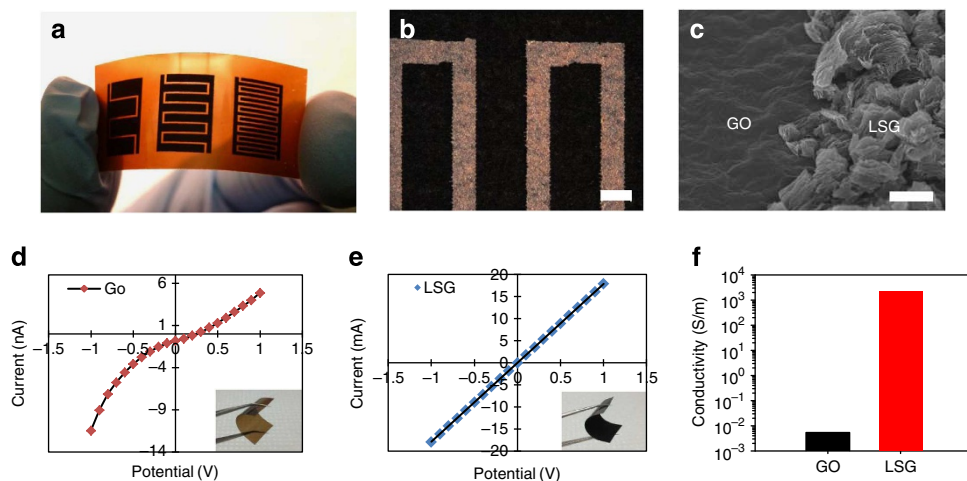 a
b
c
GO
LSG
d
Go
6
1
−1.5 −1 −0.5 0 0.5 1 1.5
−4
−9
−14
Current (nA)
Potential (V)
e
LSG
20
15
10
5
0
−1.5 −1 −0.5 0 0.5 1 1.5
−5
−10
−15
−20
Current (mA)
Potential (V)
f
10⁴
10³
10²
10¹
10⁰
10⁻¹
10⁻²
10⁻³
Conductivity (S/m)
GO LSG